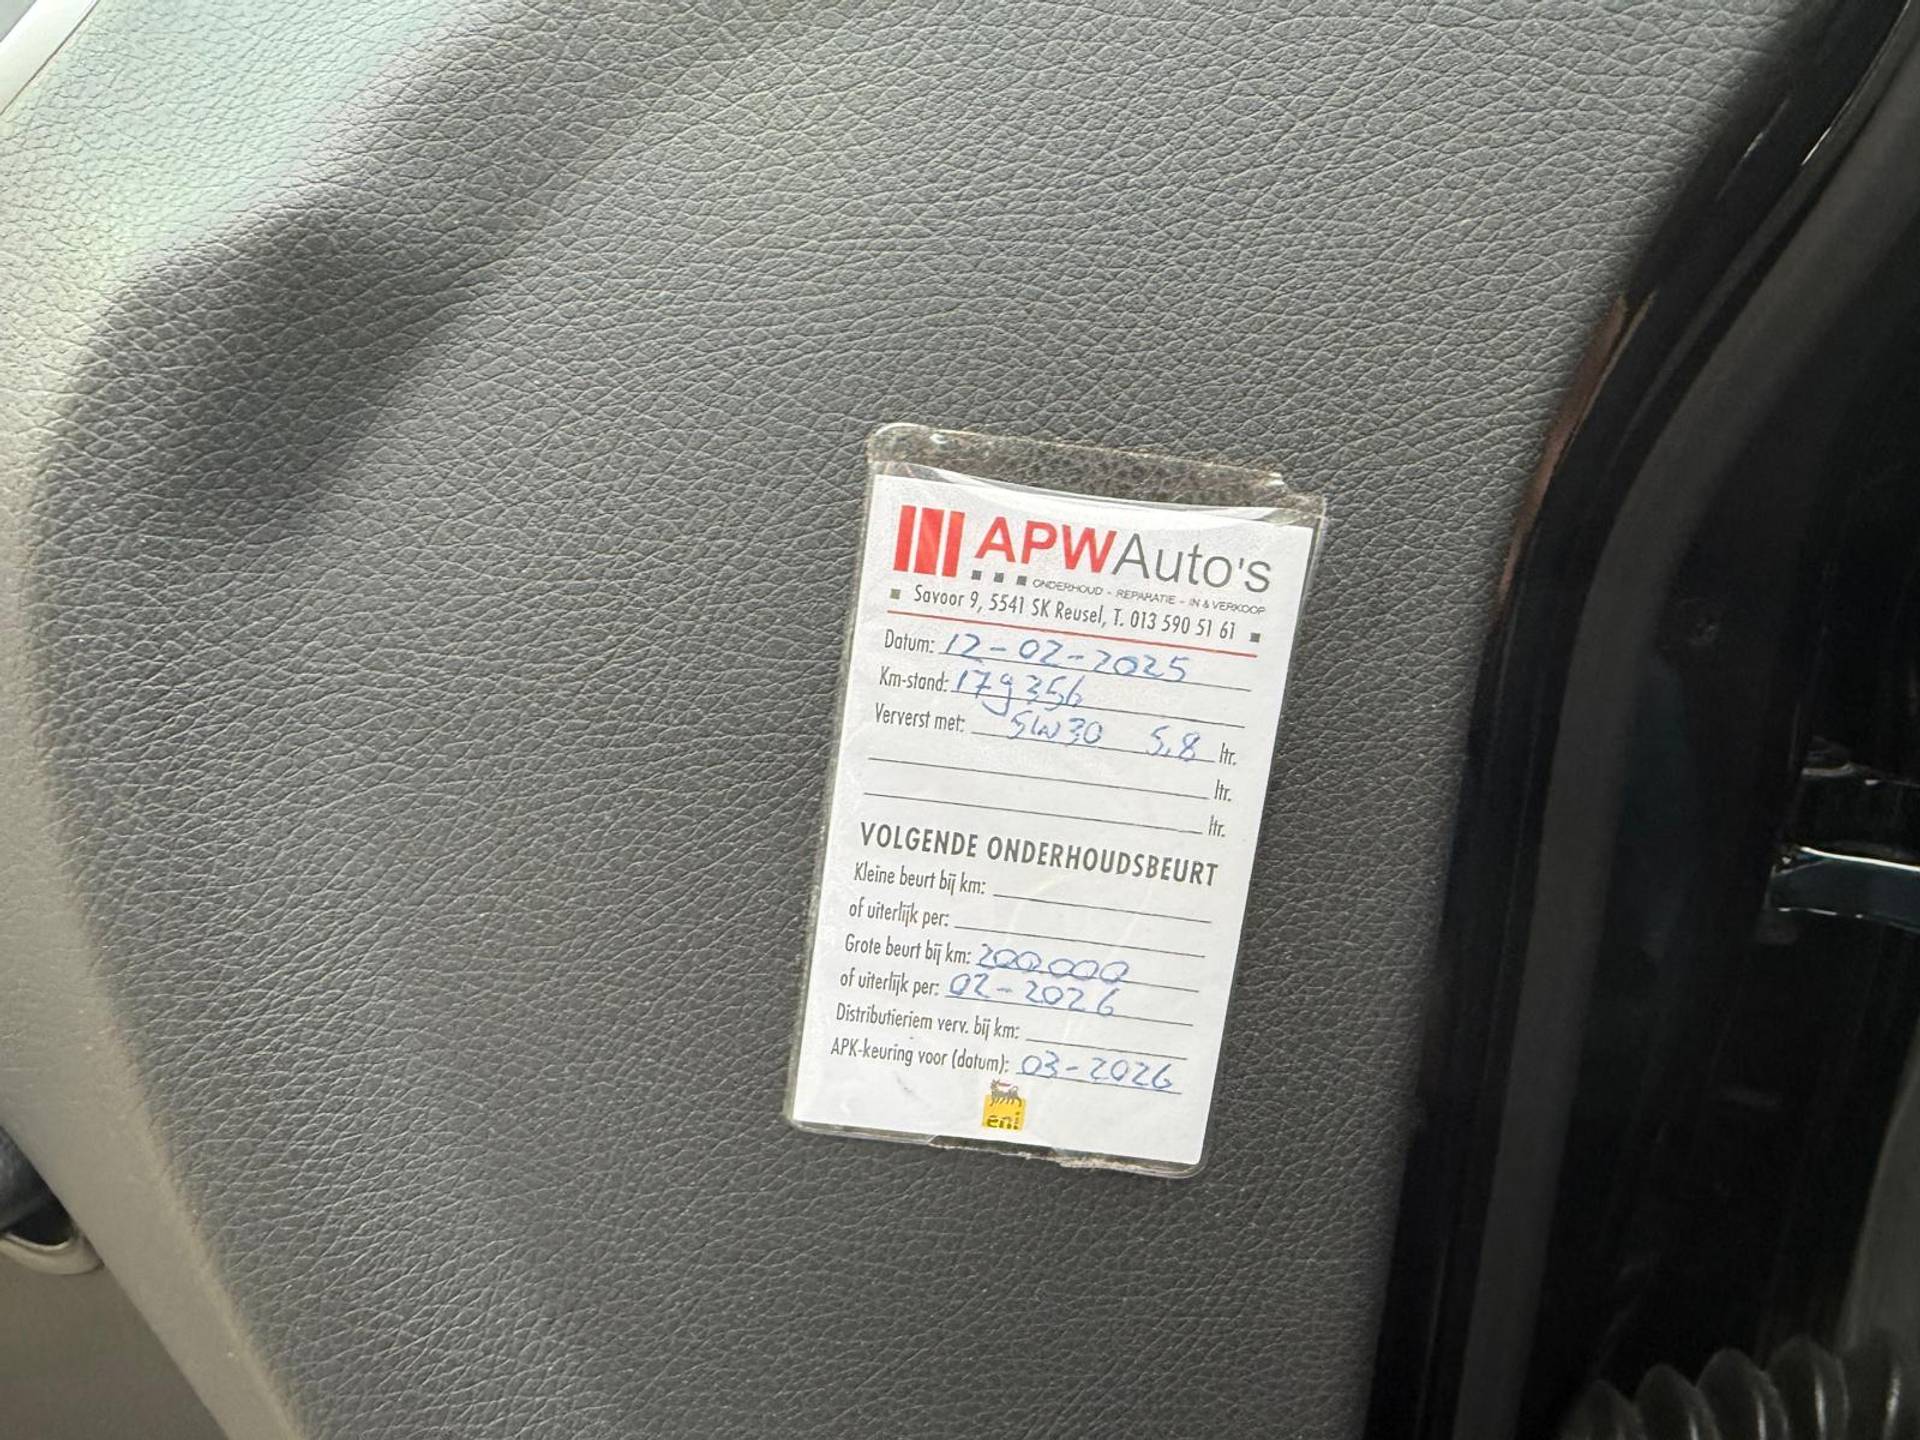 APWAuto's
ONDERHOUD - REPARATIE - IN & VERKOOP
Savoor 9, 5541 SK Reusel, T. 013 590 51 61
Datum: 12-02-2025
Km-stand: 179356
Ververst met: 5W30 5,8 ltr.
ltr.
ltr.
VOLGENDE ONDERHOUDSBEURT
Kleine beurt bij km:
of uiterlijk per:
Grote beurt bij km: 200.000
of uiterlijk per: 02-2026
Distributieriem verv. bij km:
APK-keuring voor (datum): 03-2026
eni